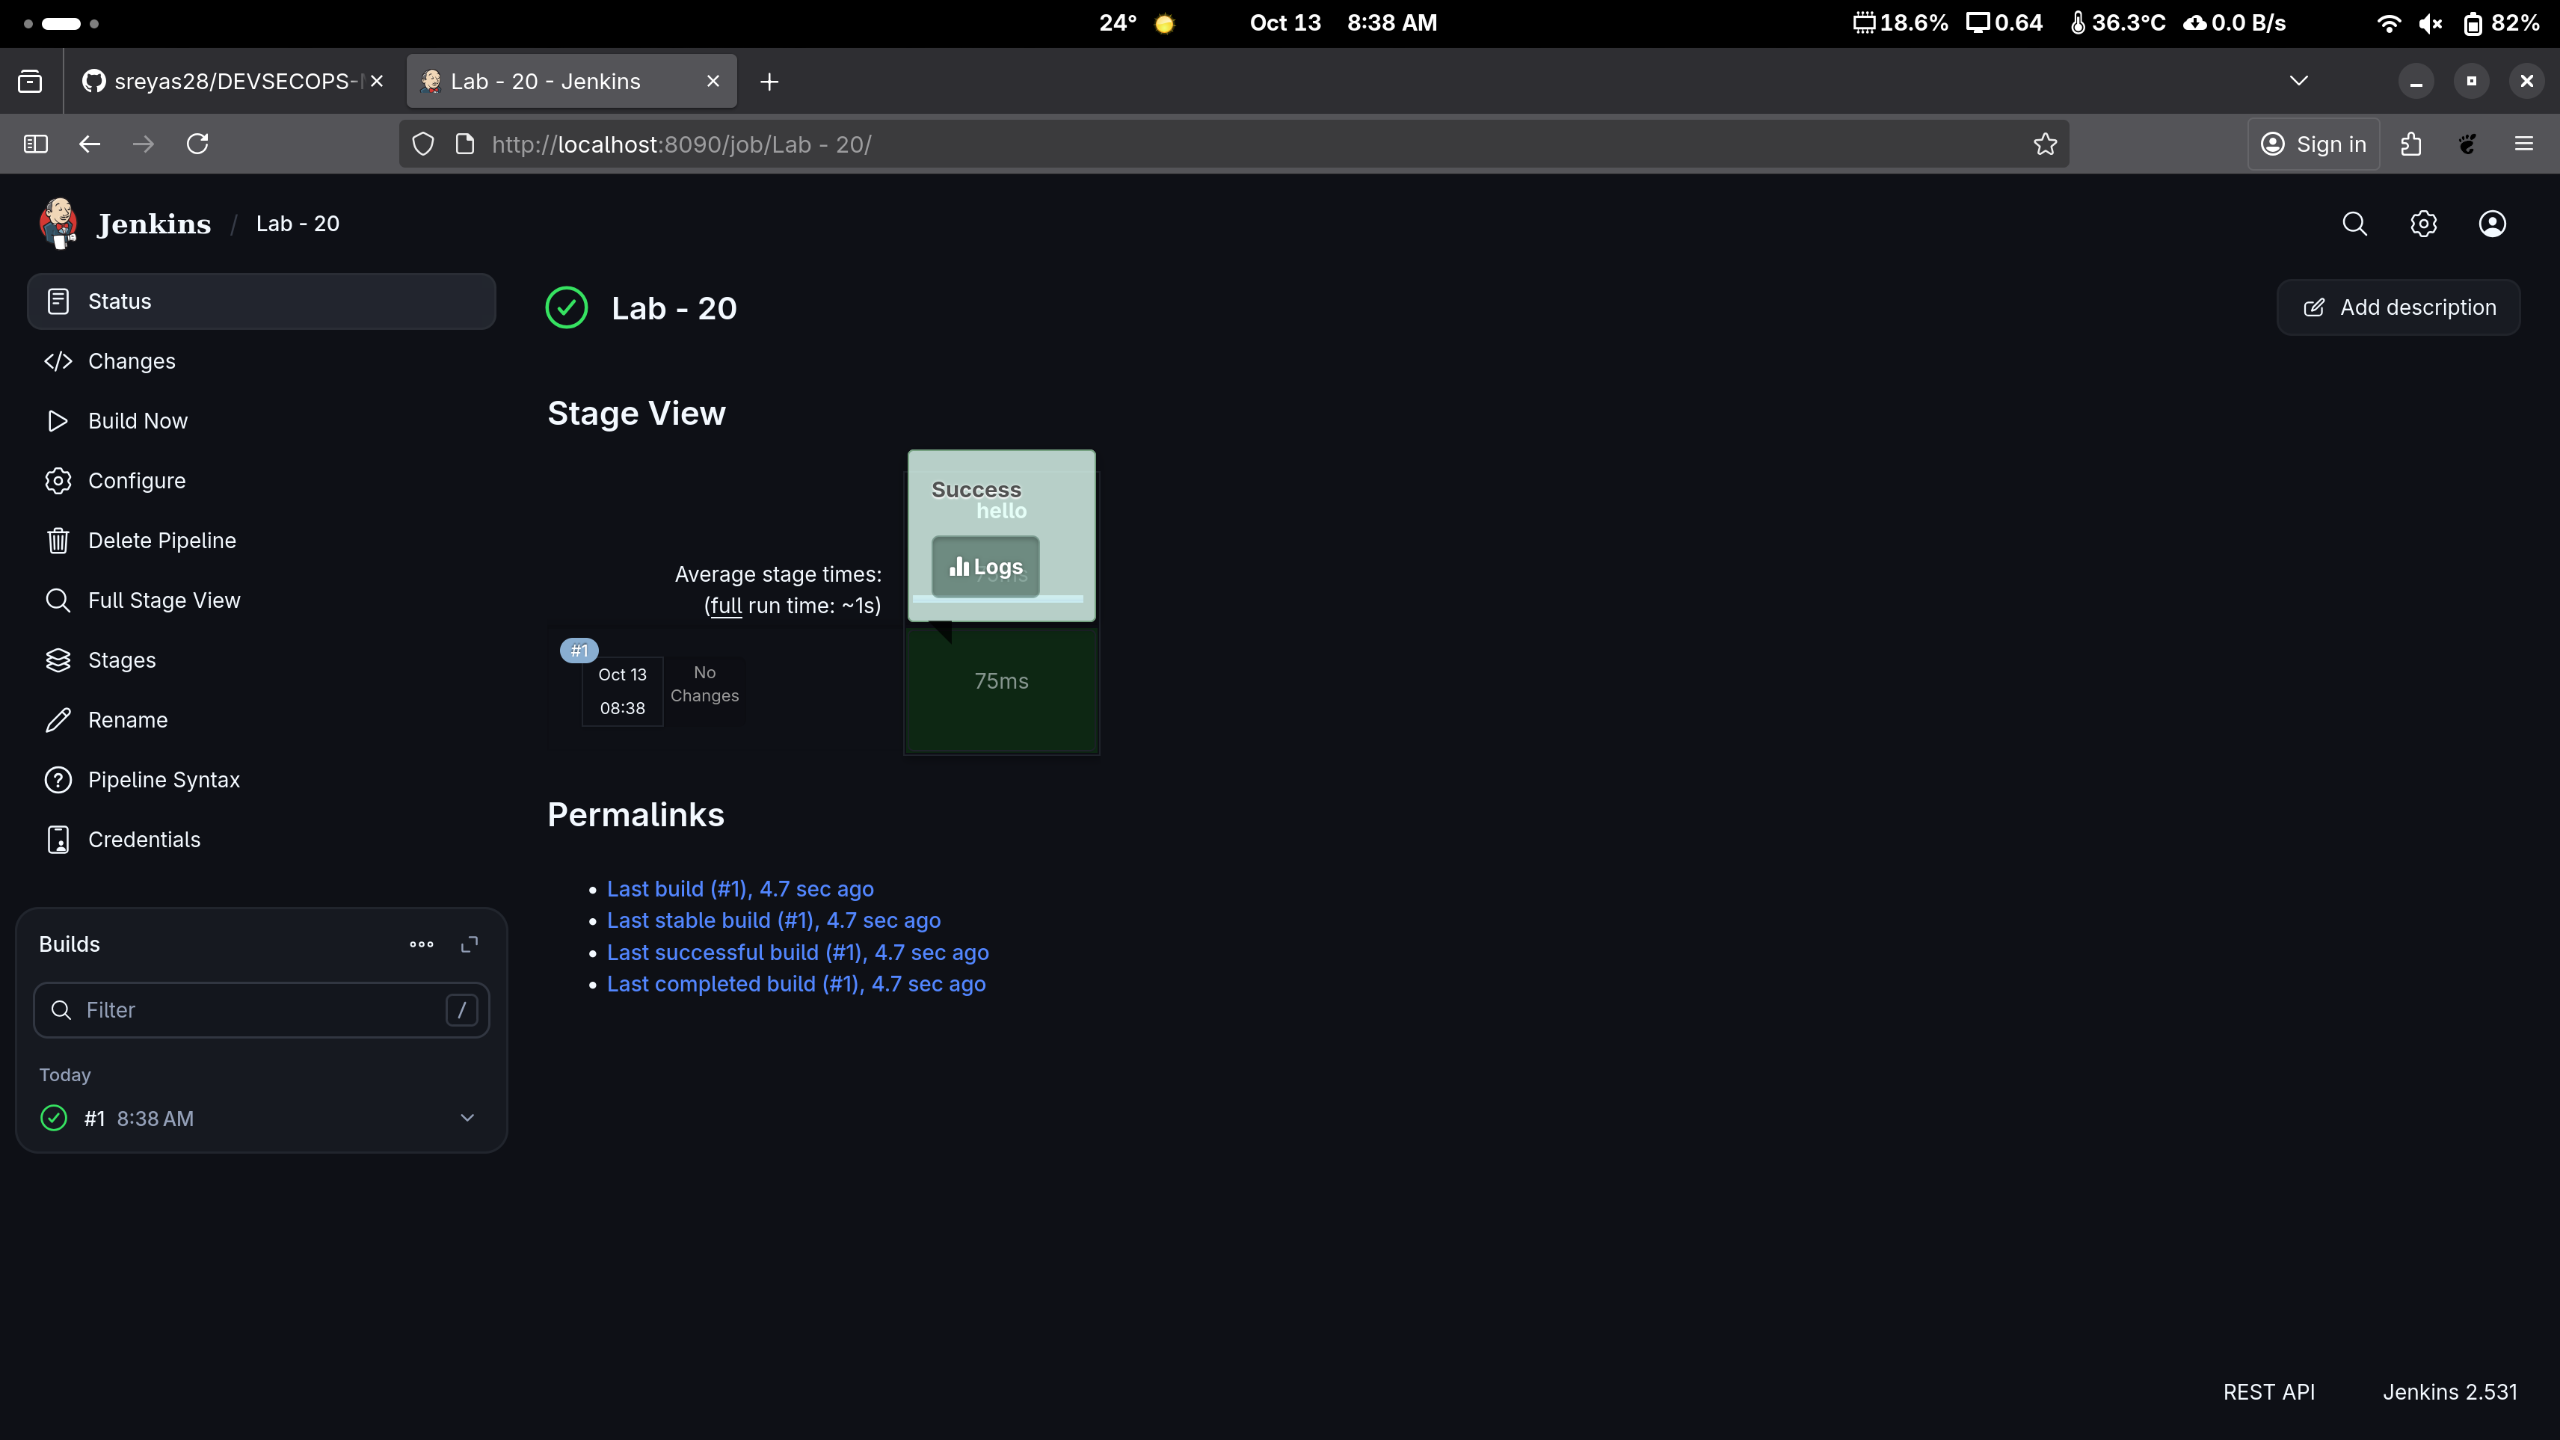 24°
Oct 13 8:38 AM
18.6% 0.64 36.3°C 0.0 B/s 82%
sreyas28/DEVSECOPS-
Lab - 20 - Jenkins
http://localhost:8090/job/Lab - 20/
Sign in
Jenkins / Lab - 20
Status
Changes
Build Now
Configure
Delete Pipeline
Full Stage View
Stages
Rename
Pipeline Syntax
Credentials
Builds
Filter /
Today
#1 8:38 AM
Lab - 20
Add description
Stage View
Success
hello
Logs
Average stage times:
(full run time: ~1s)
#1
Oct 13
08:38
No
Changes
75ms
Permalinks
• Last build (#1), 4.7 sec ago
• Last stable build (#1), 4.7 sec ago
• Last successful build (#1), 4.7 sec ago
• Last completed build (#1), 4.7 sec ago
REST API
Jenkins 2.531